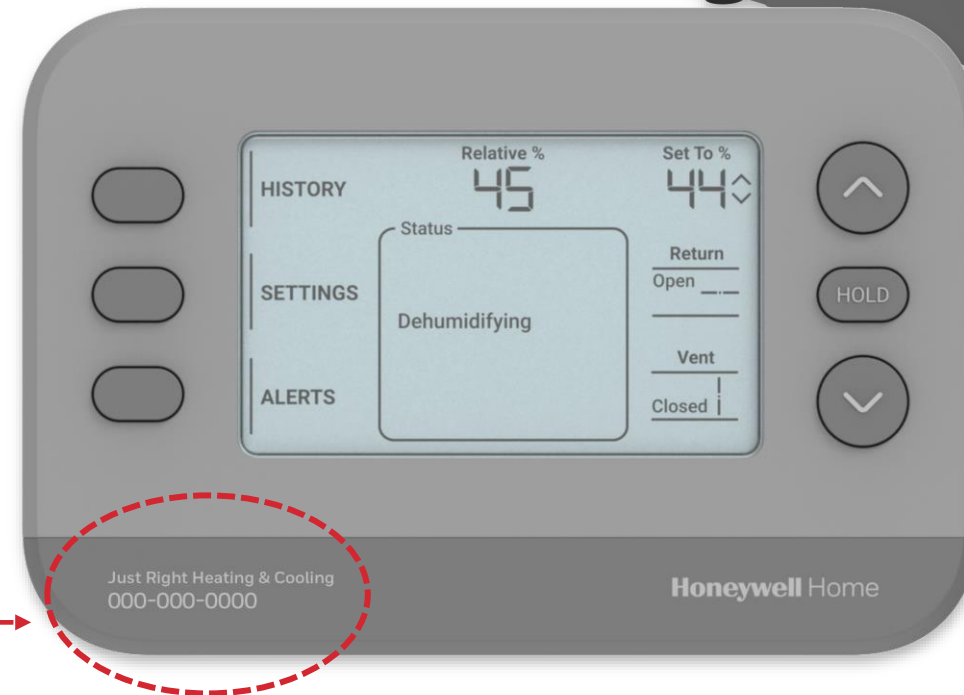 Relative %
45
Set To %
44
HISTORY
Status
Return
Open
SETTINGS
HOLD
Dehumidifying
Vent
ALERTS
Closed
Just Right Heating & Cooling
000-000-0000
Honeywell Home